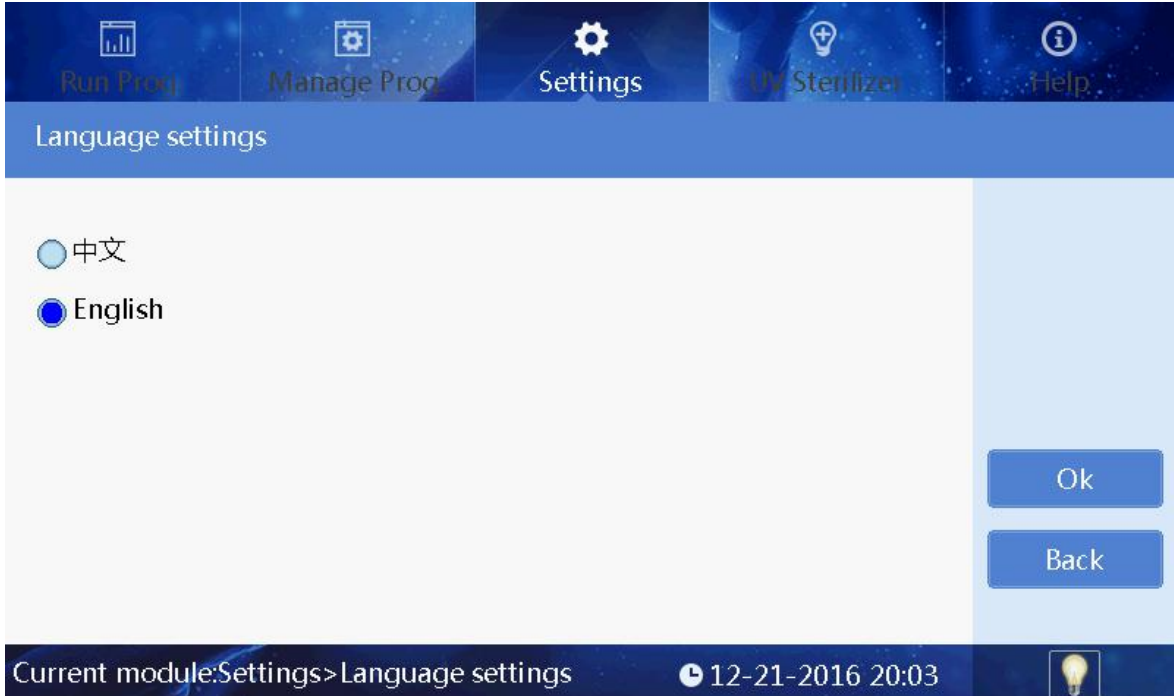 Run Prog.
Manage Prog.
Settings
UV Sterilizer
Help
Language settings
中文
English
Ok
Back
Current module:Settings>Language settings
12-21-2016 20:03